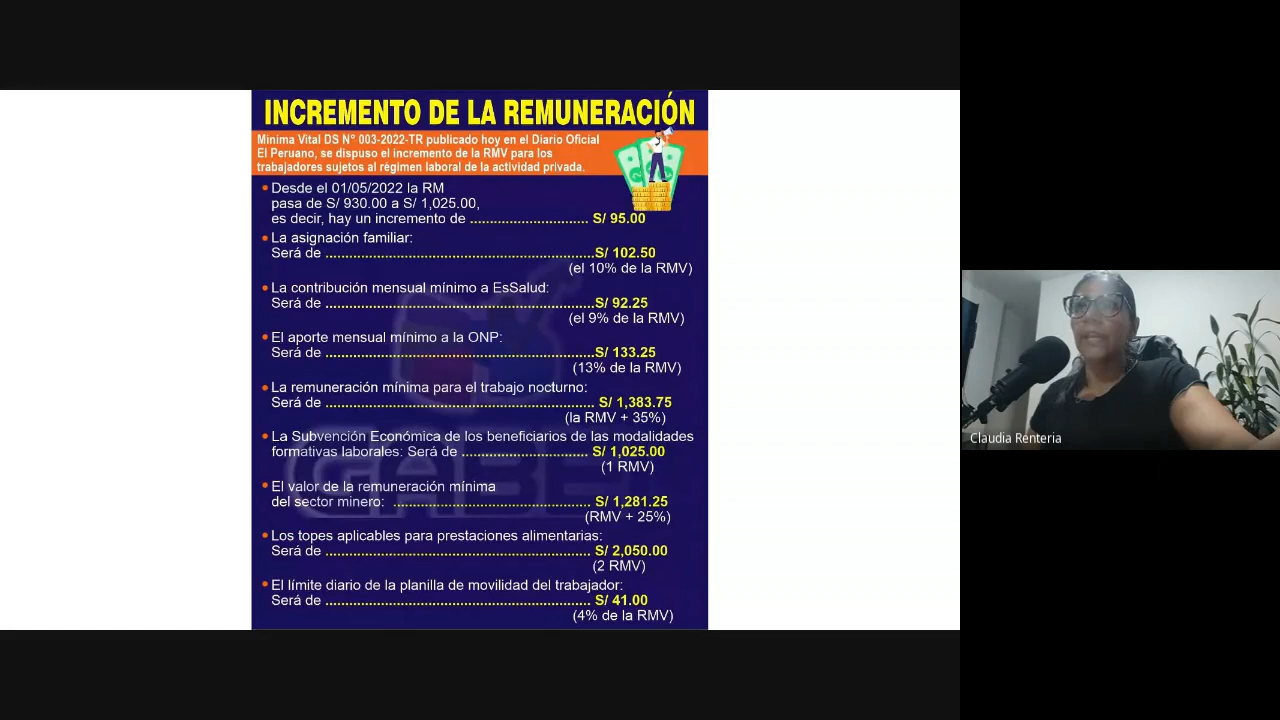 INCREMENTO DE LA REMUNERACIÓN
Minima Vital DS N° 003-2022-TR publicado hoy en el Diario Oficial
El Peruano, se dispuso el incremento de la RMV para los
trabajadores sujetos al régimen laboral de la actividad privada.
• Desde el 01/05/2022 la RM
pasa de S/ 930.00 a S/ 1,025.00,
es decir, hay un incremento de ............................. S/ 95.00
• La asignación familiar:
Será de ..................................................................S/ 102.50
(el 10% de la RMV)
• La contribución mensual mínimo a EsSalud:
Será de ..................................................................S/ 92.25
(el 9% de la RMV)
• El aporte mensual mínimo a la ONP:
Será de ..................................................................S/ 133.25
(13% de la RMV)
• La remuneración mínima para el trabajo nocturno:
Será de .................................................................. S/ 1,383.75
(la RMV + 35%)
• La Subvención Económica de los beneficiarios de las modalidades
formativas laborales: Será de ............................... S/ 1,025.00
(1 RMV)
• El valor de la remuneración mínima
del sector minero: ................................................ S/ 1,281.25
(RMV + 25%)
• Los topes aplicables para prestaciones alimentarias:
Será de ................................................................. S/ 2,050.00
(2 RMV)
• El límite diario de la planilla de movilidad del trabajador:
Será de ................................................................. S/ 41.00
(4% de la RMV)
Claudia Renteria